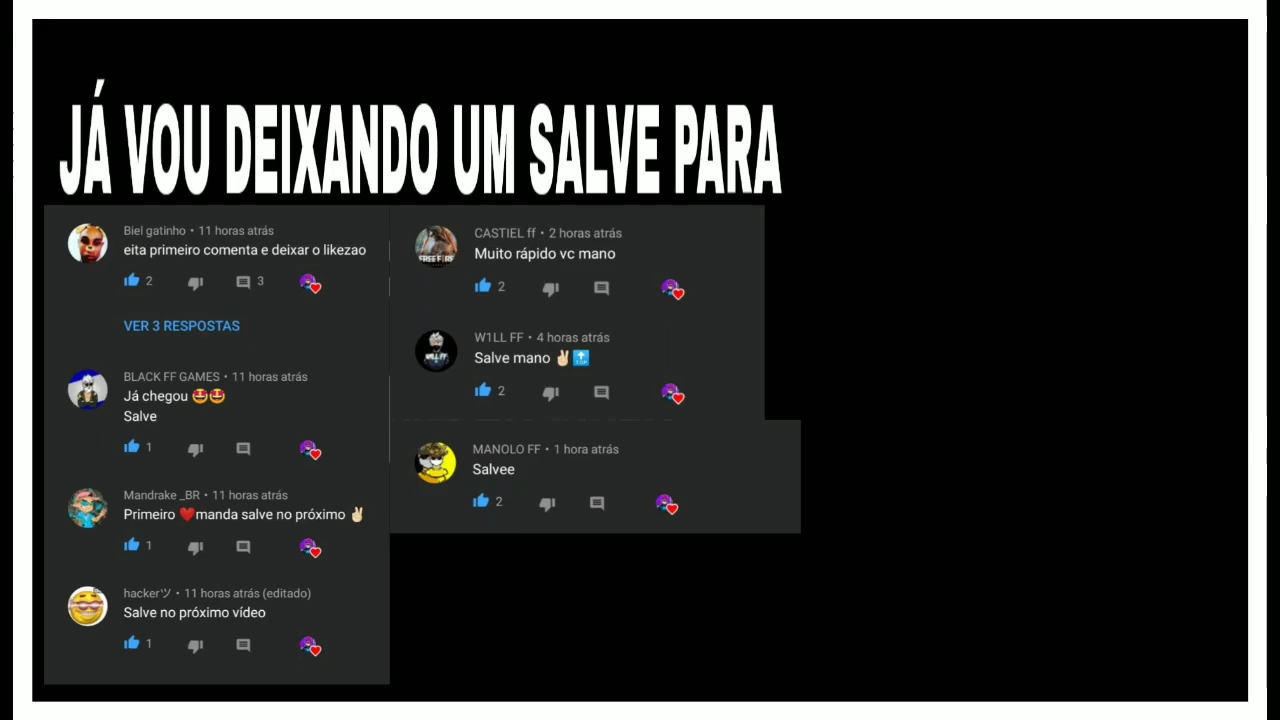 JÁ VOU DEIXANDO UM SALVE PARA
Biel gatinho • 11 horas atrás
eita primeiro comenta e deixar o likezao
2 3
VER 3 RESPOSTAS
BLACK FF GAMES • 11 horas atrás
Já chegou 🤩🤩
Salve
1
Mandrake _BR • 11 horas atrás
Primeiro ❤️manda salve no próximo ✌🏻
1
hackerツ • 11 horas atrás (editado)
Salve no próximo vídeo
1
CASTIEL ff • 2 horas atrás
FREE FIRE
Muito rápido vc mano
2
W1LL FF • 4 horas atrás
WILL FF
Salve mano ✌🏻🔝
2
MANOLO FF • 1 hora atrás
Salvee
2